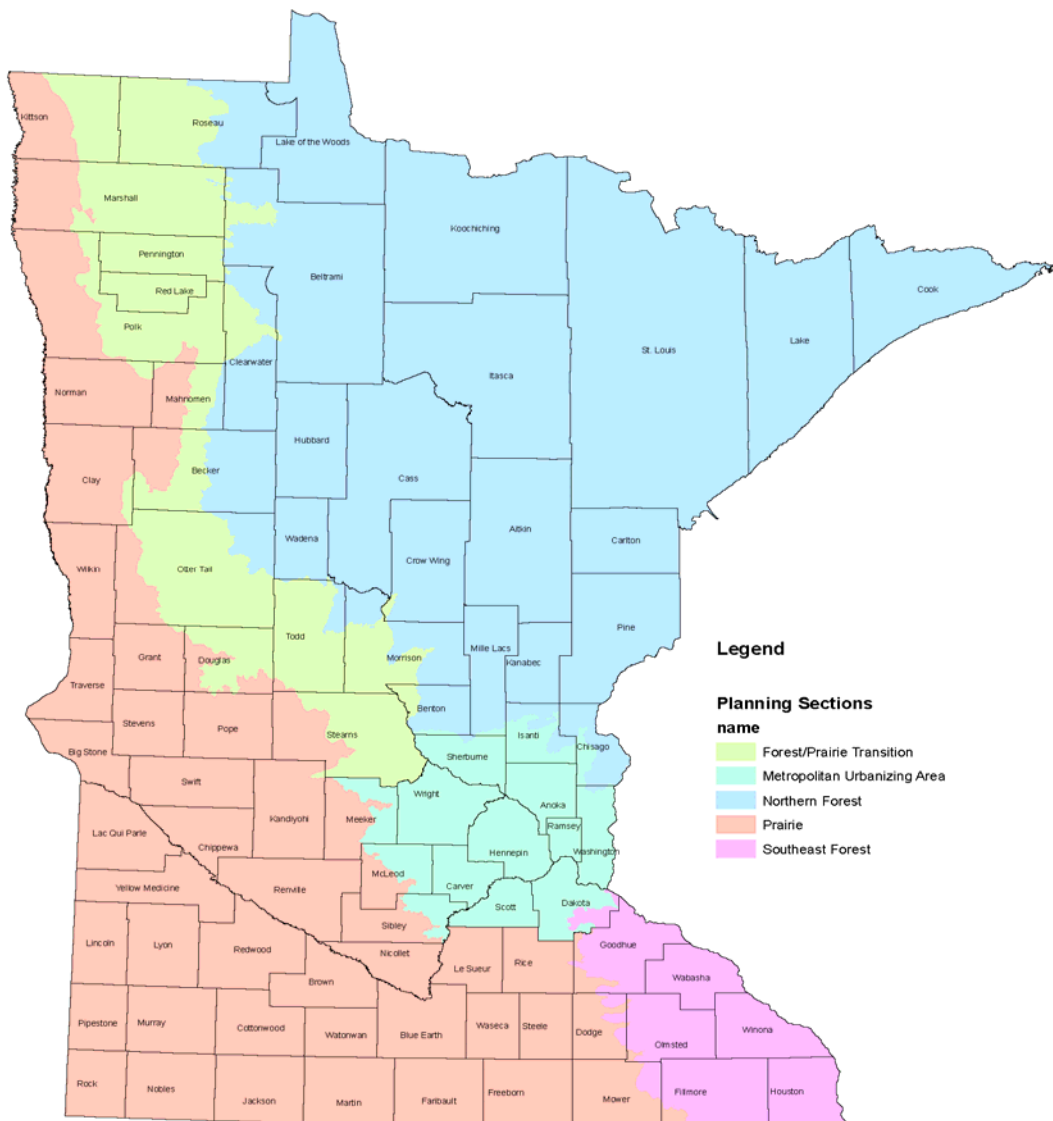 Kittson
Roseau
Lake of the Woods
Marshall
Koochiching
Pennington
Beltrami
Red Lake
Cook
Polk
Lake
St. Louis
Clearwater
Itasca
Norman
Mahnomen
Hubbard
Becker
Cass
Clay
Aitkin
Wadena
Carlton
Crow Wing
Wilkin
Otter Tail
Pine
Todd
Mille Lacs
Grant
Douglas
Morrison
Kanabec
Traverse
Benton
Stevens
Pope
Stearns
Isanti
Chisago
Big Stone
Sherburne
Swift
Wright
Anoka
Kandiyohi
Meeker
Ramsey
Lac Qui Parle
Chippewa
Hennepin
Washington
McLeod
Yellow Medicine
Renville
Carver
Dakota
Scott
Sibley
Lincoln
Lyon
Redwood
Nicollet
Goodhue
Le Sueur
Rice
Wabasha
Brown
Pipestone
Murray
Cottonwood
Watonwan
Blue Earth
Waseca
Steele
Dodge
Winona
Olmsted
Rock
Nobles
Jackson
Martin
Faribault
Freeborn
Mower
Fillmore
Houston
Legend
Planning Sections
name
Forest/Prairie Transition
Metropolitan Urbanizing Area
Northern Forest
Prairie
Southeast Forest